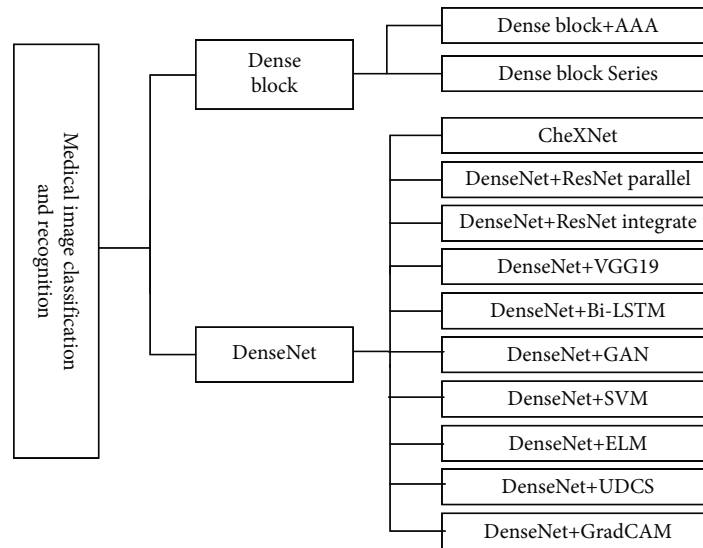 Medical image classification
and recognition
Dense
block
Dense block+AAA
Dense block Series
DenseNet
CheXNet
DenseNet+ResNet parallel
DenseNet+ResNet integrate
DenseNet+VGG19
DenseNet+Bi-LSTM
DenseNet+GAN
DenseNet+SVM
DenseNet+ELM
DenseNet+UDCS
DenseNet+GradCAM